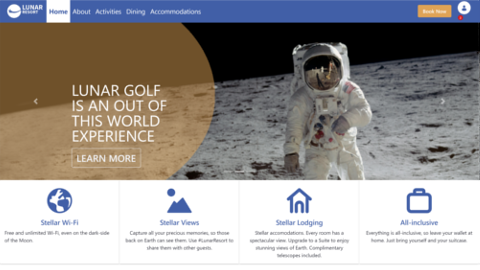 LUNAR
RESORT
Home
About
Activities
Dining
Accommodations
Book Now
LUNAR GOLF
IS AN OUT OF
THIS WORLD
EXPERIENCE
LEARN MORE
Stellar Wi-Fi
Free and unlimited Wi-Fi, even on the dark side
of the Moon.
Stellar Views
Capture all your precious memories, so those
back on Earth can see them. Use #LunarResort to
share them with other guests.
Stellar Lodging
Stellar accomodations. Every room has a
spectacular view. Upgrade to a Suite to enjoy
stunning views of Earth. Complimentary
telescopes included.
All-inclusive
Everything is all-inclusive, so leave your wallet at
home. Just bring yourself and your suitcase.